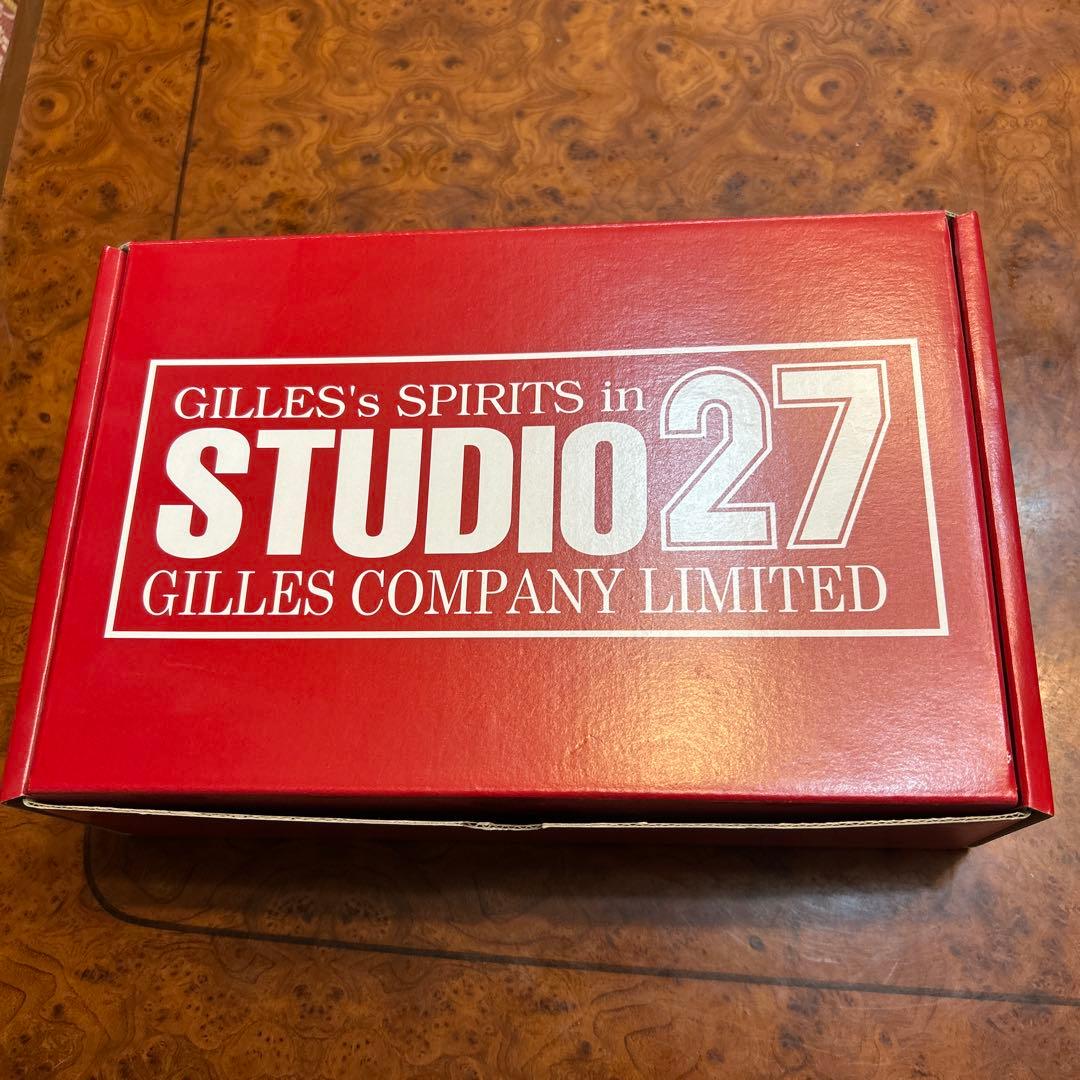 GILLES's SPIRITS in
STUDIO27
GILLES COMPANY LIMITED